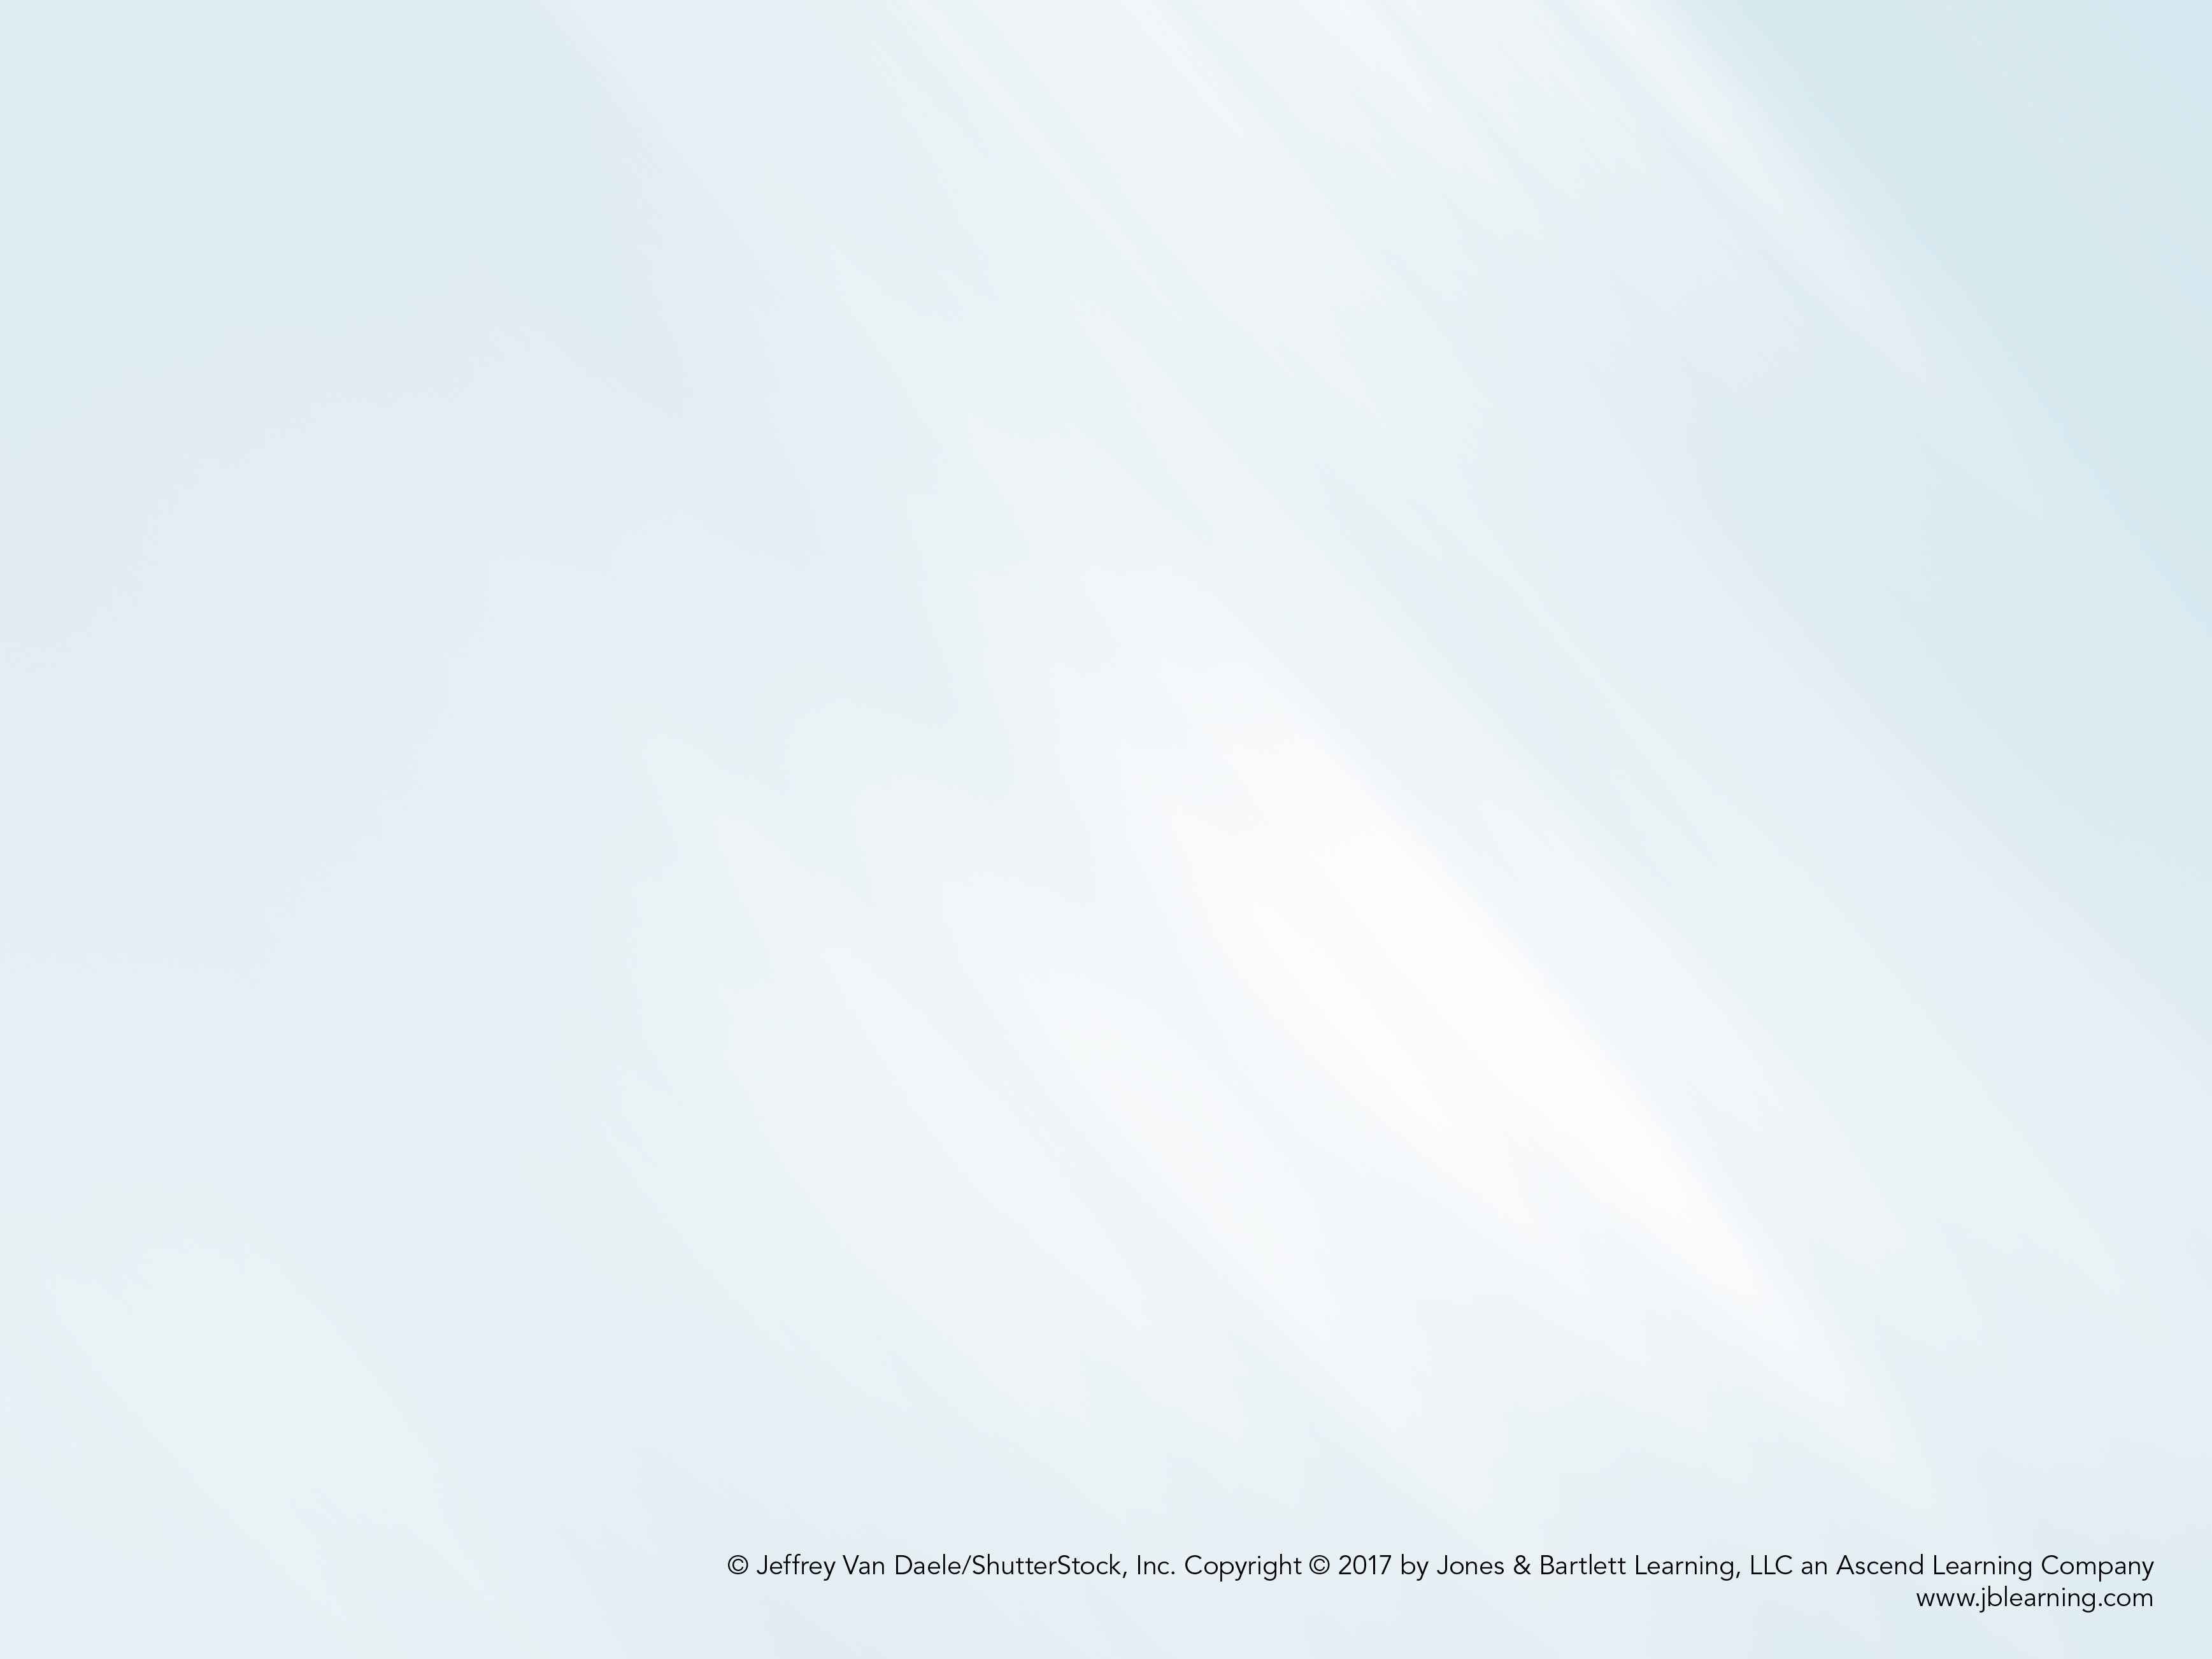 © Jeffrey Van Daele/ShutterStock, Inc. Copyright © 2017 by Jones & Bartlett Learning, LLC an Ascend Learning Company
www.jblearning.com